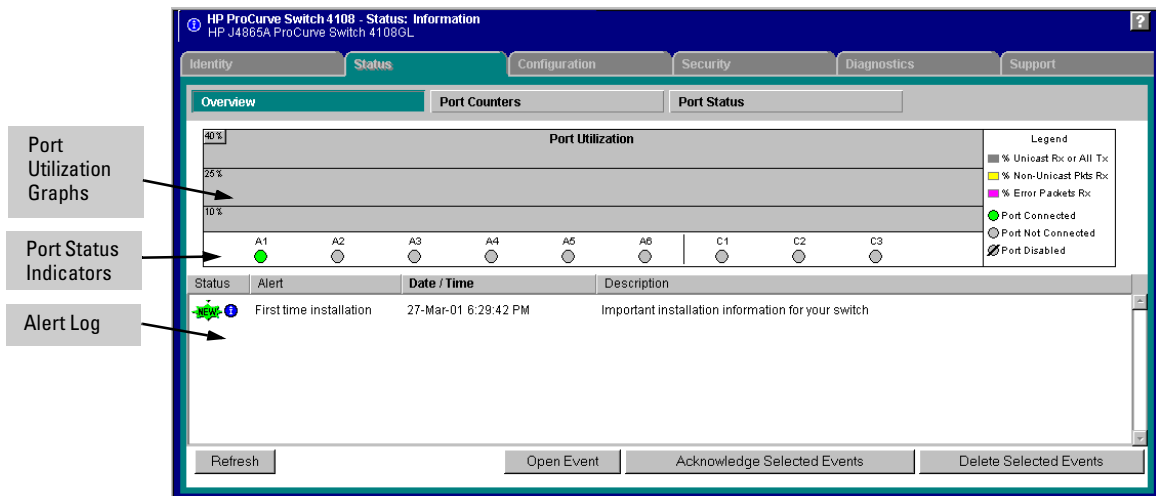 HP ProCurve Switch 4108 - Status: Information
HP J4865A ProCurve Switch 4108GL
?
Identity
Status
Configuration
Security
Diagnostics
Support
Overview
Port Counters
Port Status
Port Utilization Graphs
Port Status Indicators
Alert Log
40%
Port Utilization
25%
10%
Legend
% Unicast Rx or All Tx
% Non-Unicast Pkts Rx
% Error Packets Rx
Port Connected
Port Not Connected
Port Disabled
A1 A2 A3 A4 A5 A6 C1 C2 C3
Status Alert Date / Time Description
NEW i First time installation 27-Mar-01 6:29:42 PM Important installation information for your switch
Refresh
Open Event
Acknowledge Selected Events
Delete Selected Events